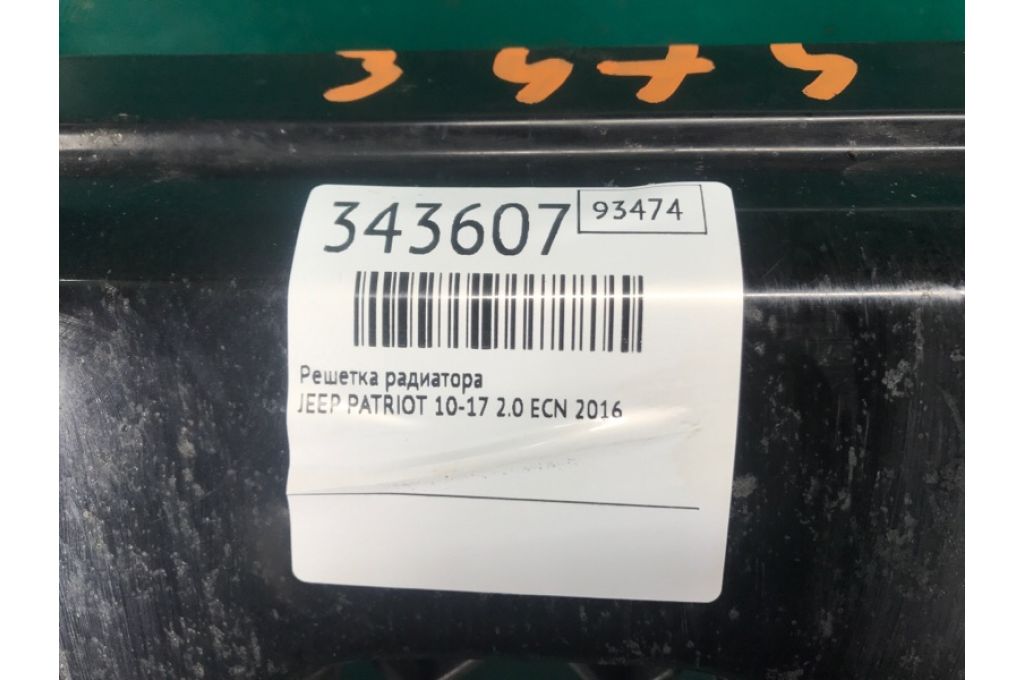 343607
93474
Решетка радиатора
JEEP PATRIOT 10-17 2.0 ECN 2016